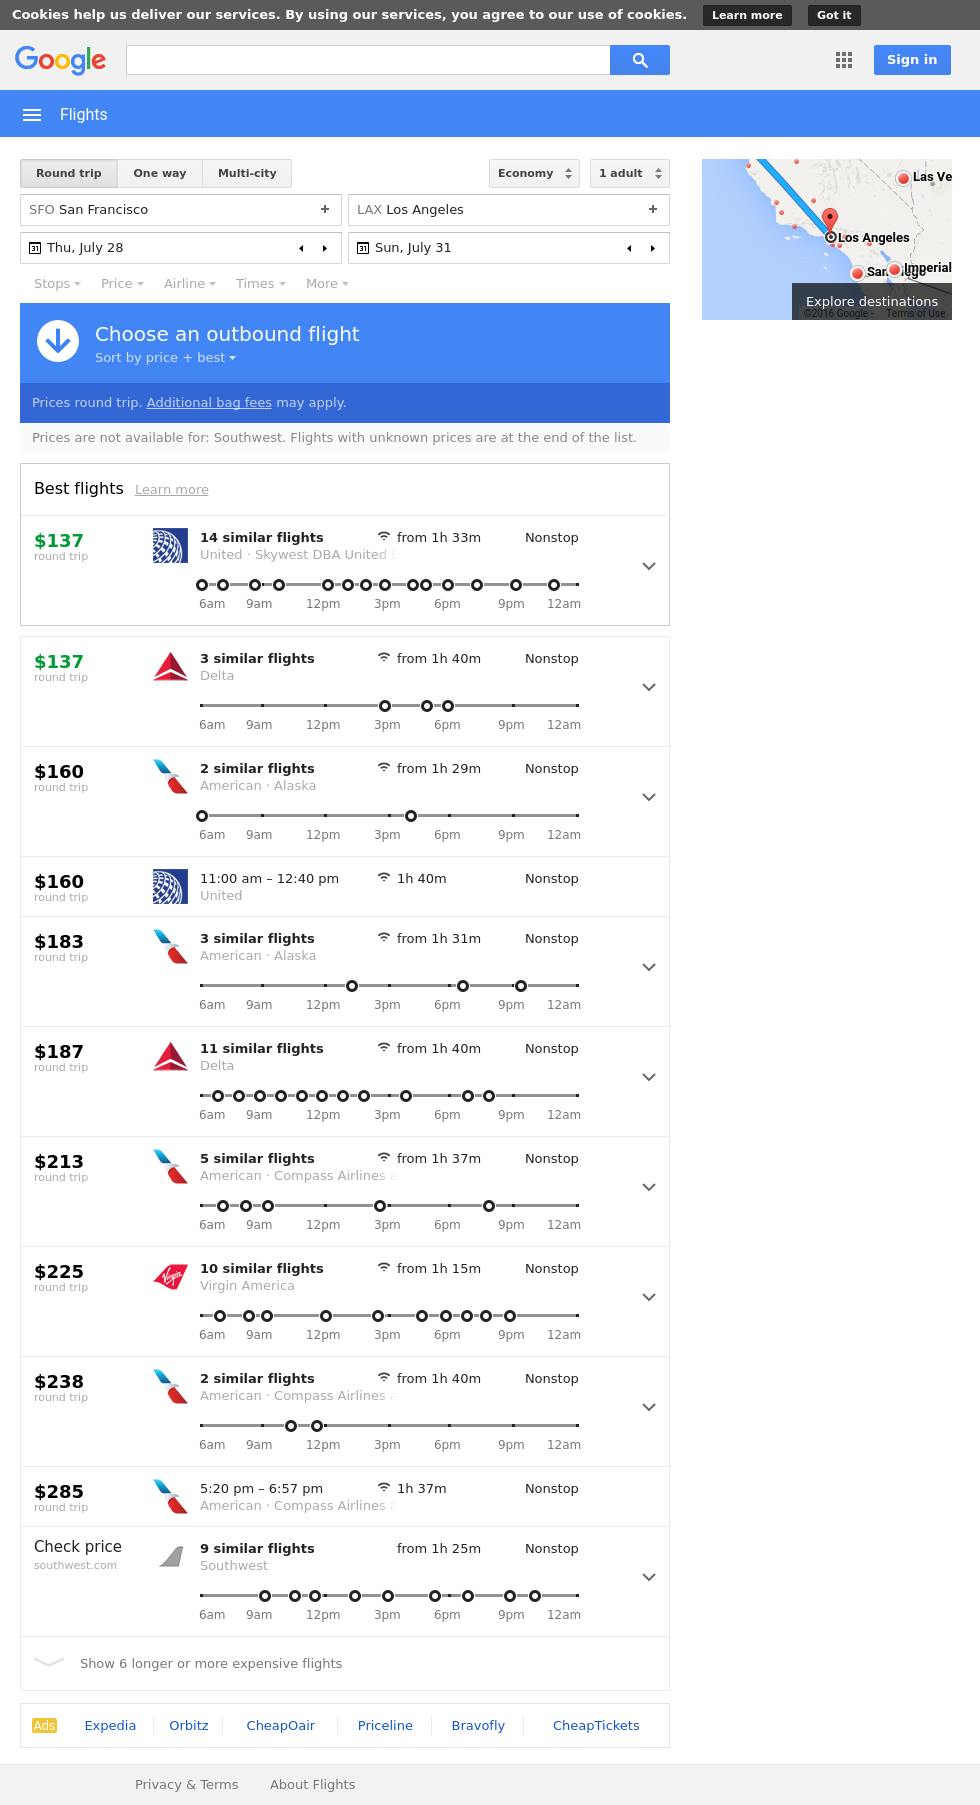 Cookies help us deliver our services. By using our services, you agree to our use of cookies. Learn more Got it
Google Sign in
Flights
Round trip One way Multi-city Economy 1 adult
SFO San Francisco + LAX Los Angeles +
31 Thu, July 28 31 Sun, July 31
Stops Price Airline Times More
Las Ve
Los Angeles
Imperial
Explore destinations
©2016 Google - Terms of Use
Choose an outbound flight
Sort by price + best
Prices round trip. Additional bag fees may apply.
Prices are not available for: Southwest. Flights with unknown prices are at the end of the list.
Best flights Learn more
$137 14 similar flights from 1h 33m Nonstop
round trip United · Skywest DBA United
6am 9am 12pm 3pm 6pm 9pm 12am
$137 3 similar flights from 1h 40m Nonstop
round trip Delta
6am 9am 12pm 3pm 6pm 9pm 12am
$160 2 similar flights from 1h 29m Nonstop
round trip American · Alaska
6am 9am 12pm 3pm 6pm 9pm 12am
$160 11:00 am – 12:40 pm 1h 40m Nonstop
round trip United
$183 3 similar flights from 1h 31m Nonstop
round trip American · Alaska
6am 9am 12pm 3pm 6pm 9pm 12am
$187 11 similar flights from 1h 40m Nonstop
round trip Delta
6am 9am 12pm 3pm 6pm 9pm 12am
$213 5 similar flights from 1h 37m Nonstop
round trip American · Compass Airlines a
6am 9am 12pm 3pm 6pm 9pm 12am
$225 Virgin 10 similar flights from 1h 15m Nonstop
round trip Virgin America
6am 9am 12pm 3pm 6pm 9pm 12am
$238 2 similar flights from 1h 40m Nonstop
round trip American · Compass Airlines a
6am 9am 12pm 3pm 6pm 9pm 12am
$285 5:20 pm – 6:57 pm 1h 37m Nonstop
round trip American · Compass Airlines a
Check price 9 similar flights from 1h 25m Nonstop
southwest.com Southwest
6am 9am 12pm 3pm 6pm 9pm 12am
Show 6 longer or more expensive flights
Ads Expedia Orbitz CheapOair Priceline Bravofly CheapTickets
Privacy & Terms About Flights